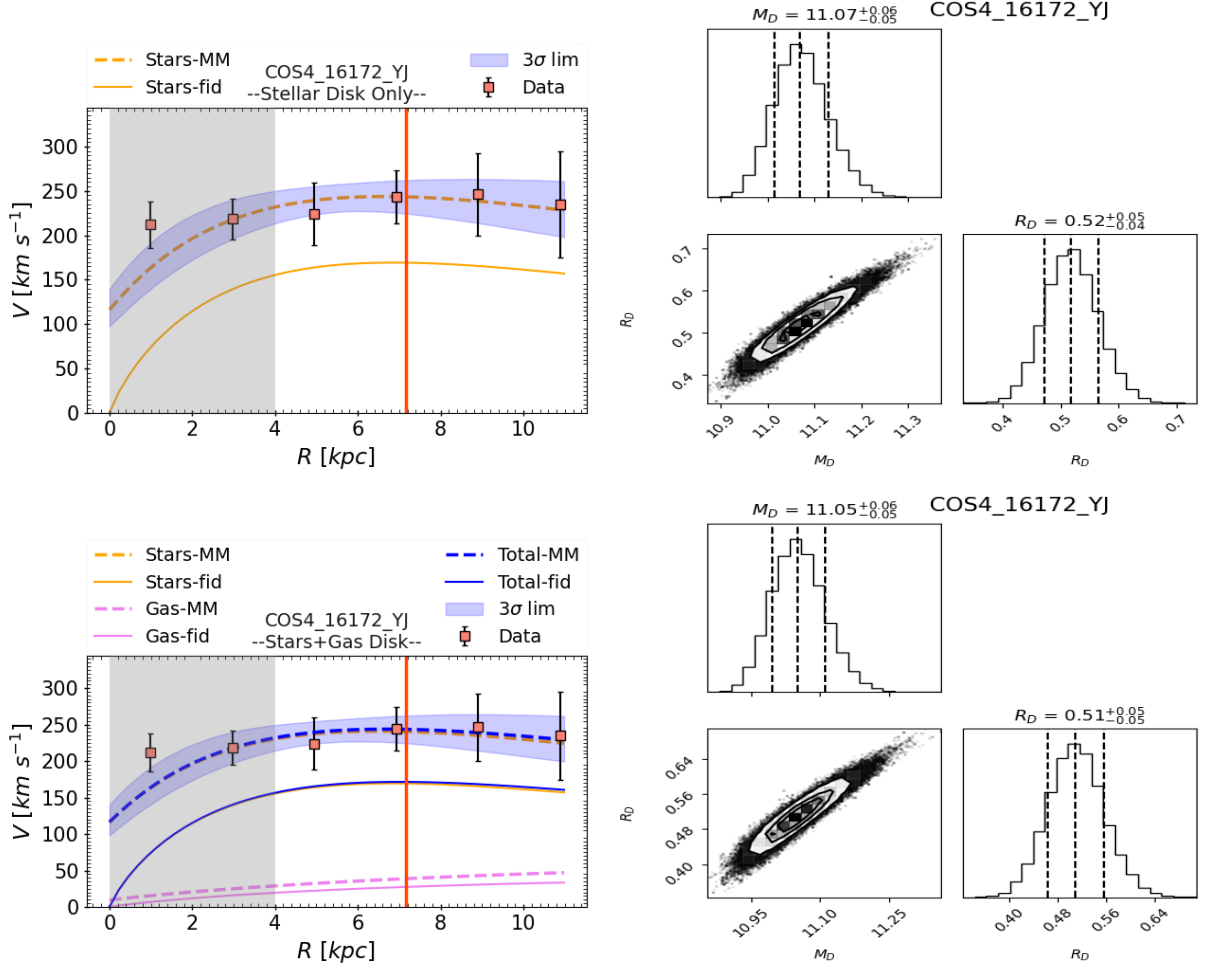 Stars-MM
Stars-fid
3σ lim
Data
COS4_16172_YJ
--Stellar Disk Only--
V [km s⁻¹]
300
250
200
150
100
50
0
0 2 4 6 8 10
R [kpc]
COS4_16172_YJ
M_D = 11.07^{+0.06}_{-0.05}
R_D = 0.52^{+0.05}_{-0.04}
R_D
0.7
0.6
0.5
0.4
10.9 11.0 11.1 11.2 11.3
M_D
0.4 0.5 0.6 0.7
R_D
Stars-MM
Stars-fid
Gas-MM
Gas-fid
Total-MM
Total-fid
3σ lim
Data
COS4_16172_YJ
--Stars+Gas Disk--
V [km s⁻¹]
300
250
200
150
100
50
0
0 2 4 6 8 10
R [kpc]
COS4_16172_YJ
M_D = 11.05^{+0.06}_{-0.05}
R_D = 0.51^{+0.05}_{-0.05}
R_D
0.64
0.56
0.48
0.40
10.95 11.10 11.25
M_D
0.40 0.48 0.56 0.64
R_D